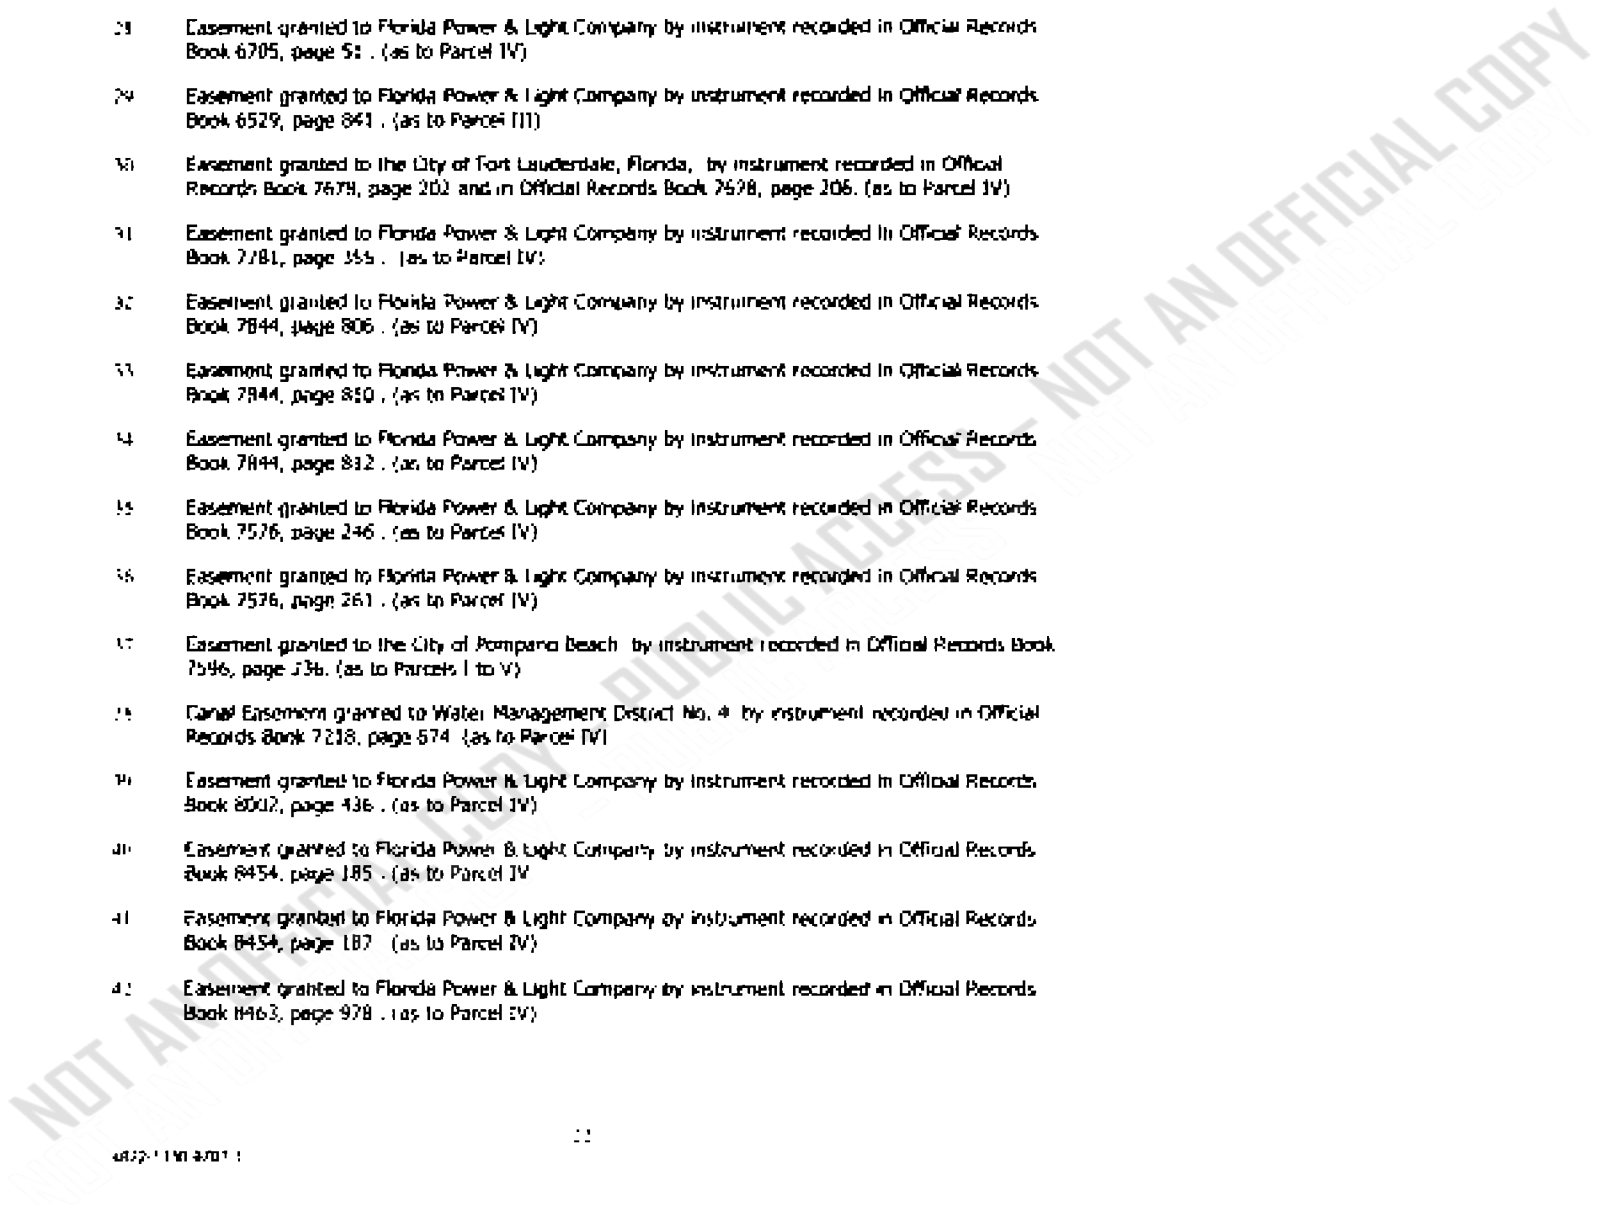 Easement granted to Florida Power & Light Company by instrument recorded in Official Records
Book 6705, page 51 . (as to Parcel IV)
29 Easement granted to Florida Power & Light Company by instrument recorded in Official Records
Book 6529, page 841 . (as to Parcel III)
30 Easement granted to the City of Fort Lauderdale, Florida, by instrument recorded in Official
Records Book 7678, page 202 and in Official Records Book 7678, page 206. (as to Parcel IV)
31 Easement granted to Florida Power & Light Company by instrument recorded in Official Records
Book 7781, page 355 . (as to Parcel IV)
32 Easement granted to Florida Power & Light Company by instrument recorded in Official Records
Book 7844, page 806 . (as to Parcel IV)
33 Easement granted to Florida Power & Light Company by instrument recorded in Official Records
Book 7844, page 810 . (as to Parcel IV)
34 Easement granted to Florida Power & Light Company by instrument recorded in Official Records
Book 7844, page 812 . (as to Parcel IV)
35 Easement granted to Florida Power & Light Company by instrument recorded in Official Records
Book 7576, page 246 . (as to Parcel IV)
36 Easement granted to Florida Power & Light Company by instrument recorded in Official Records
Book 7576, page 261 . (as to Parcel IV)
37 Easement granted to the City of Pompano Beach by instrument recorded in Official Records Book
page (as to Parcels I to V)
38 Canal Easement granted to Water Management District No. 4 by instrument recorded in Official
Records Book 7218, page 674 (as to Parcel IV)
39 Easement granted to Florida Power & Light Company by instrument recorded in Official Records
Book 8002, page 436 . (as to Parcel IV)
40 Easement granted to Florida Power & Light Company by instrument recorded in Official Records
Book 8454, page 185 . (as to Parcel IV
41 Easement granted to Florida Power & Light Company by instrument recorded in Official Records
Book 8454, page 187 (as to Parcel IV)
42 Easement granted to Florida Power & Light Company by instrument recorded in Official Records
Book 8463, page 978 . (as to Parcel IV)
NOT AN OFFICIAL COPY - PUBLIC ACCESS - NOT AN OFFICIAL COPY